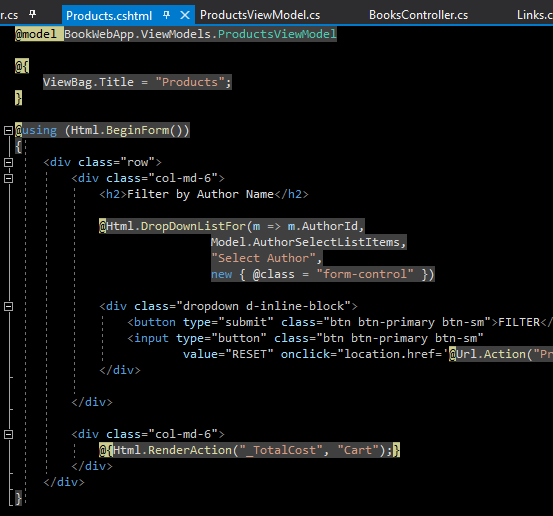 r.cs Products.cshtml ProductsViewModel.cs BooksController.cs Links.c
@model BookWebApp.ViewModels.ProductsViewModel
@{
ViewBag.Title = "Products";
}
@using (Html.BeginForm())
{
<div class="row">
<div class="col-md-6">
<h2>Filter by Author Name</h2>
@Html.DropDownListFor(m => m.AuthorId,
Model.AuthorSelectListItems,
"Select Author",
new { @class = "form-control" })
<div class="dropdown d-inline-block">
<button type="submit" class="btn btn-primary btn-sm">FILTER</
<input type="button" class="btn btn-primary btn-sm"
value="RESET" onclick="location.href='@Url.Action("Pr
</div>
</div>
<div class="col-md-6">
@{Html.RenderAction("_TotalCost", "Cart");}
</div>
</div>
}